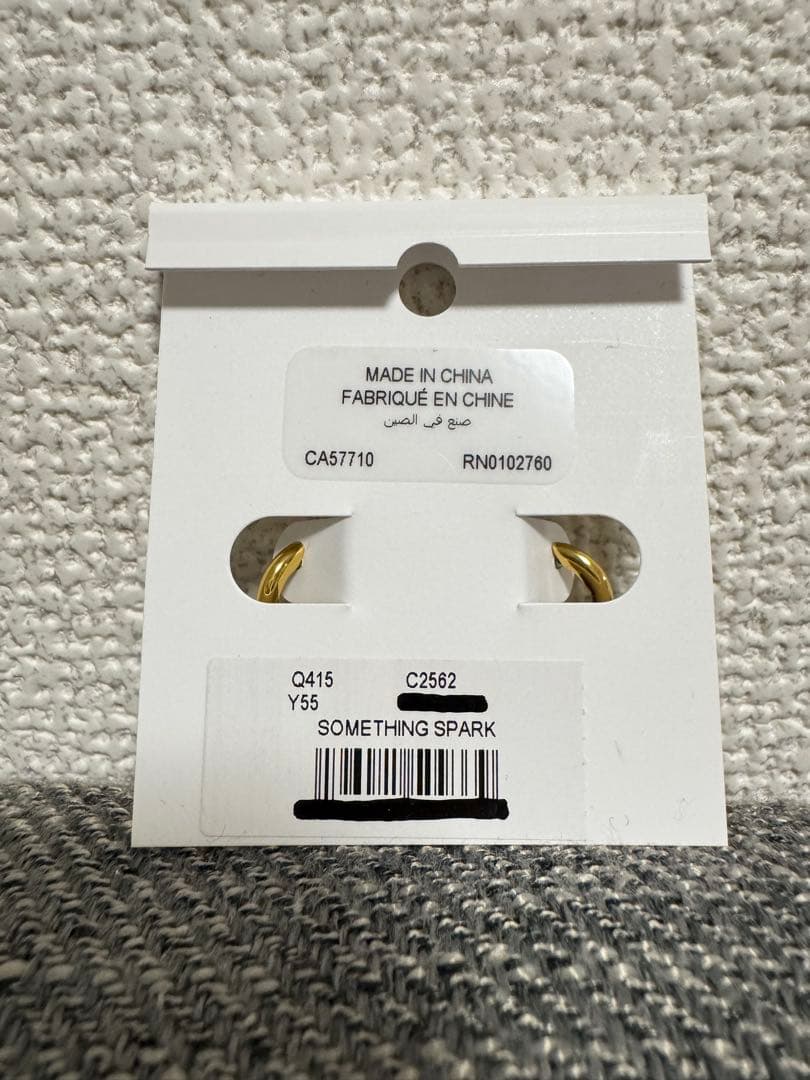 MADE IN CHINA
FABRIQUÉ EN CHINE
صنع في الصين
CA57710 RN0102760
Q415 C2562
Y55
SOMETHING SPARK